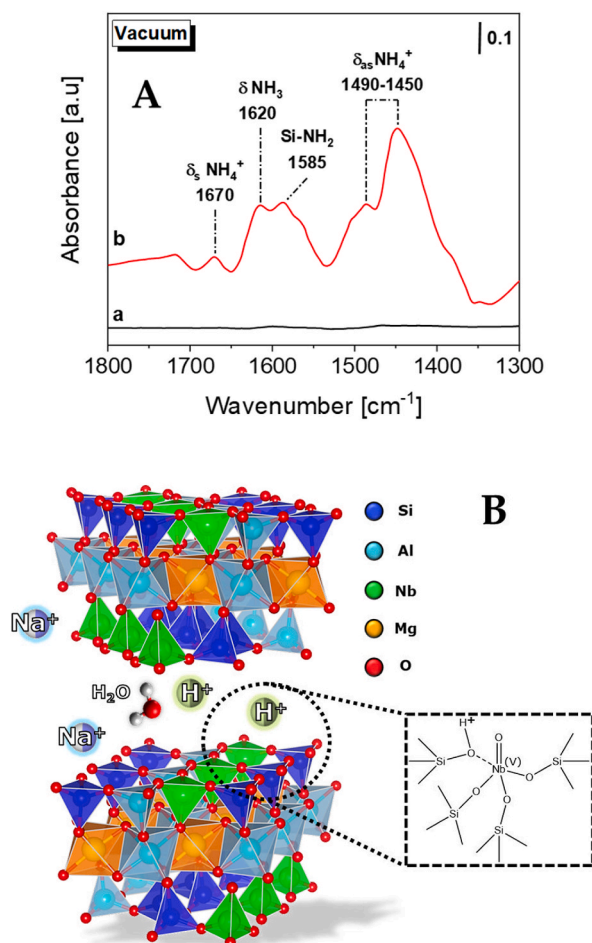 Vacuum
0.1
A
δas NH4+
1490-1450
δ NH3
1620
Si-NH2
1585
δs NH4+
1670
b
a
Absorbance [a.u]
1800 1700 1600 1500 1400 1300
Wavenumber [cm-1]
B
Si
Al
Nb
Mg
O
Na+
H2O
H+
H+
Na+
H+
O
Si
O
Nb
(V)
O
Si
Si
O
O
Si